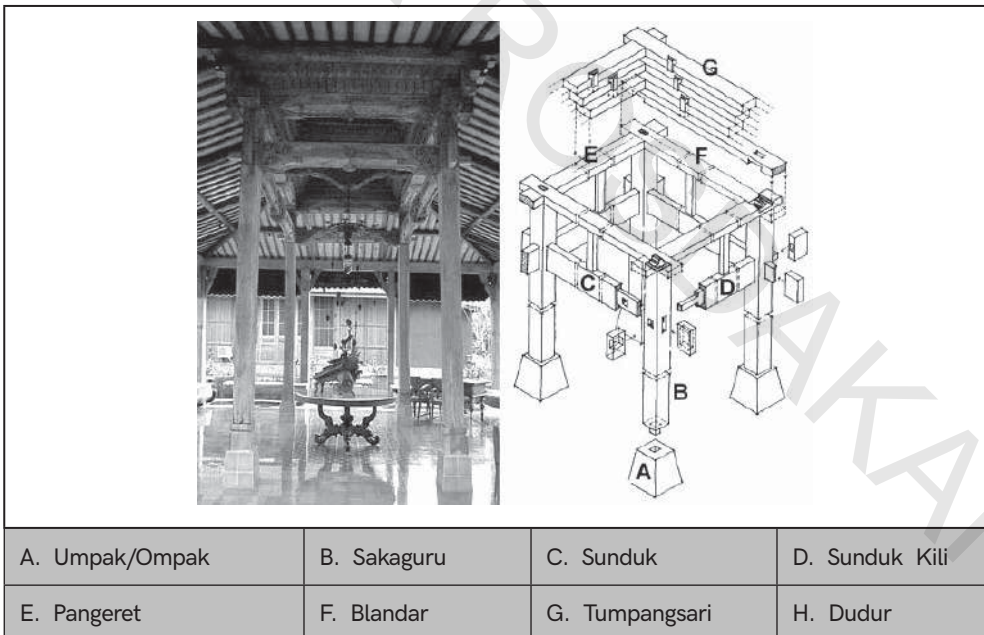 G
E
F
C
D
B
A
A. Umpak/Ompak
B. Sakaguru
C. Sunduk
D. Sunduk Kili
E. Pangeret
F. Blandar
G. Tumpangsari
H. Dudur